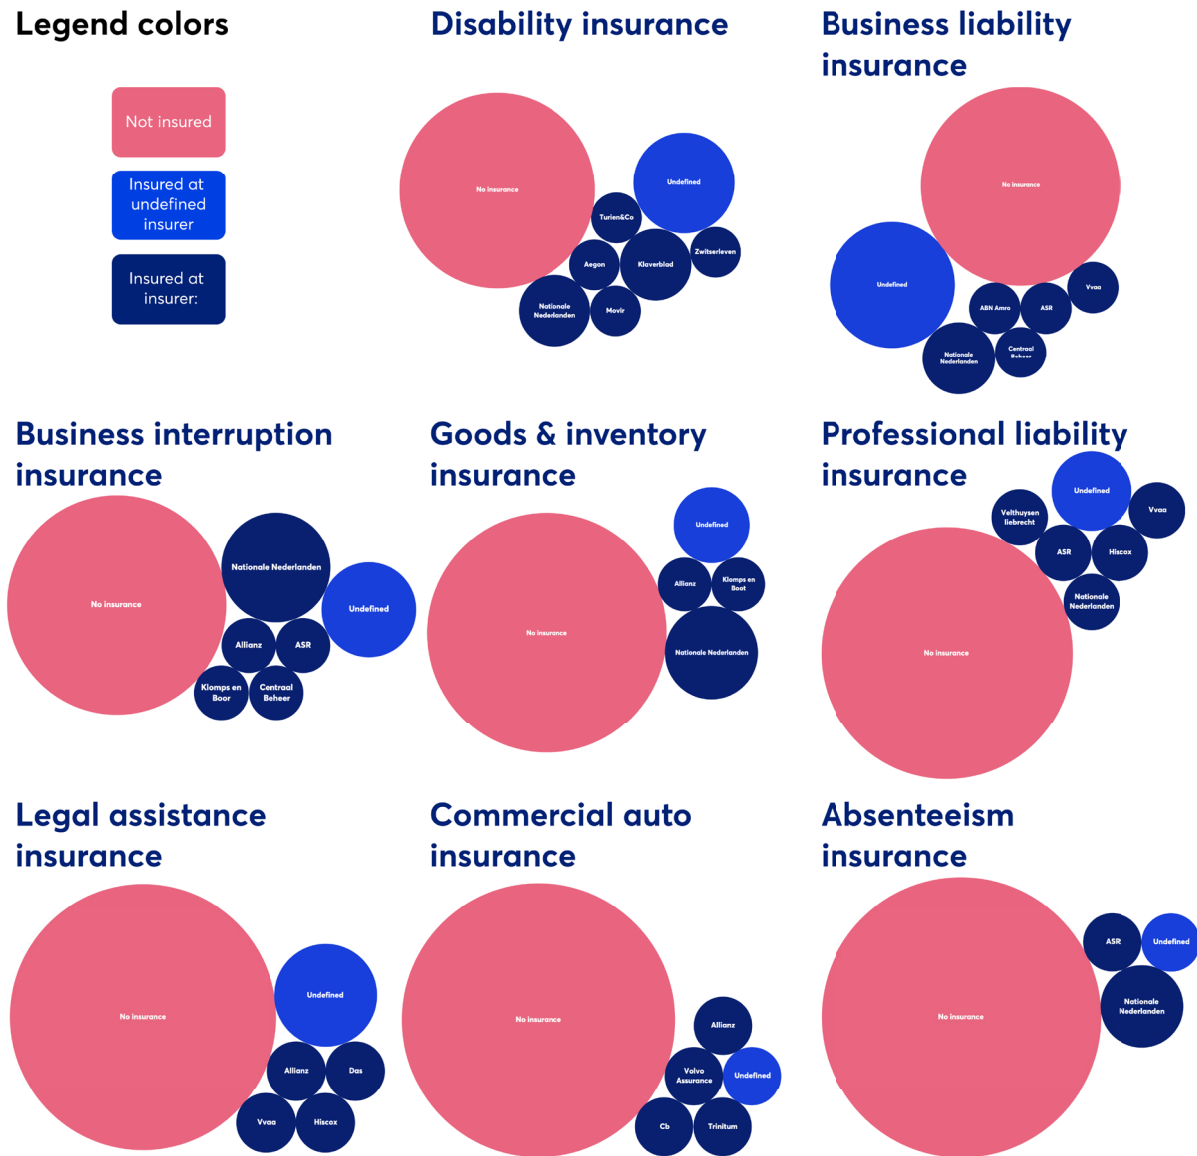 Legend colors
Not insured
Insured at
undefined
insurer
Insured at
insurer:
Disability insurance
No insurance
Undefined
Turien&Co
Aegon
Klaverblad
Zwitserleven
Nationale
Nederlanden
Movir
Business liability
insurance
No insurance
Undefined
ABN Amro
ASR
Vvaa
Nationale
Nederlanden
Centraal
Beheer
Business interruption
insurance
No insurance
Nationale Nederlanden
Undefined
Allianz
ASR
Klomps en
Boor
Centraal
Beheer
Goods & inventory
insurance
No insurance
Undefined
Allianz
Klomps en
Boot
Nationale Nederlanden
Professional liability
insurance
Undefined
Velthuysen
liebrecht
Vvaa
ASR
Hiscox
Nationale
Nederlanden
No insurance
Legal assistance
insurance
No insurance
Undefined
Allianz
Das
Vvaa
Hiscox
Commercial auto
insurance
No insurance
Allianz
Volvo
Assurance
Undefined
Cb
Trinitum
Absenteeism
insurance
No insurance
ASR
Undefined
Nationale
Nederlanden